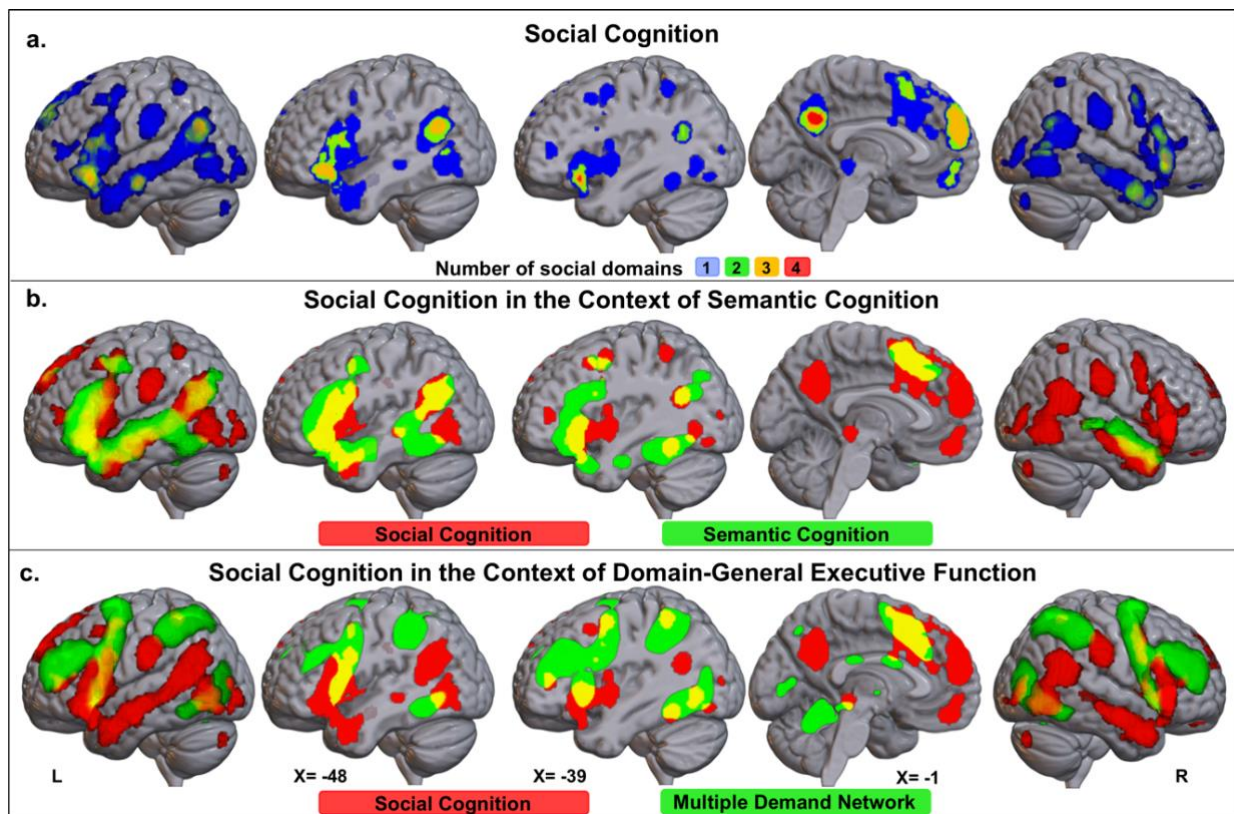 a.
Social Cognition
Number of social domains 1 2 3 4
b.
Social Cognition in the Context of Semantic Cognition
Social Cognition Semantic Cognition
c.
Social Cognition in the Context of Domain-General Executive Function
L X= -48 X= -39 X= -1 R
Social Cognition Multiple Demand Network